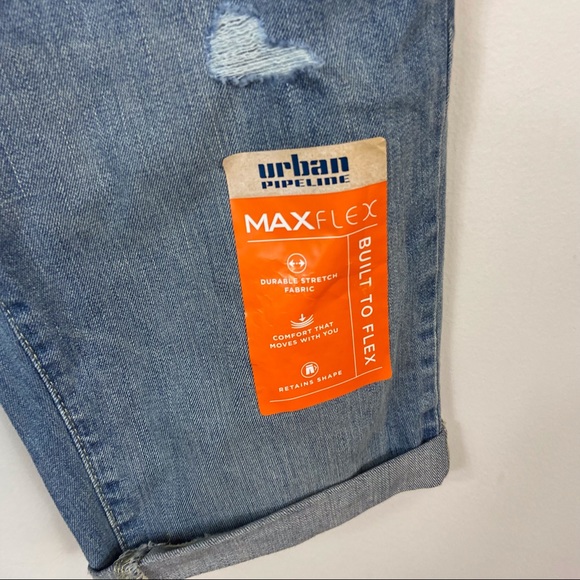 urban
PIPELINE
MAXFLEX
DURABLE STRETCH
FABRIC
COMFORT THAT
MOVES WITH YOU
RETAINS SHAPE
BUILT TO FLEX